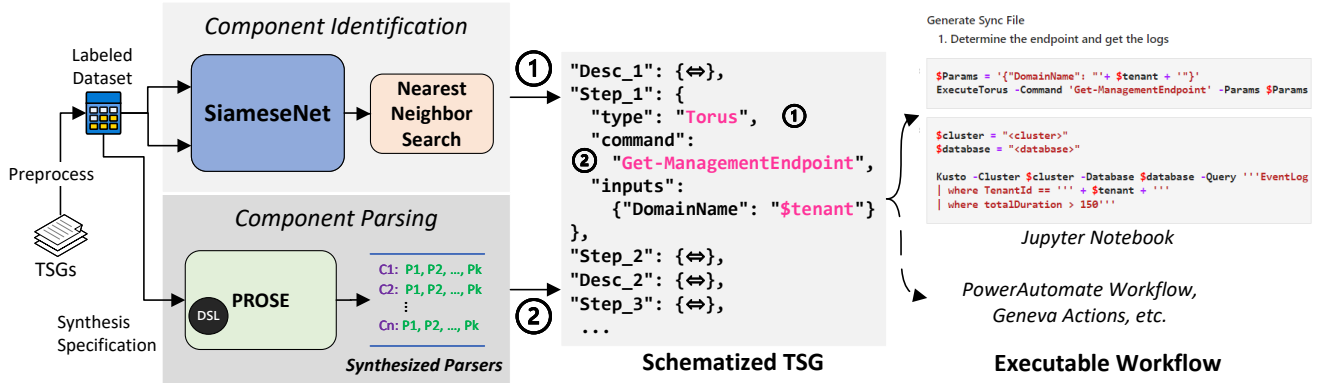 Component Identification
Labeled
Dataset
SiameseNet
Nearest
Neighbor
Search
Preprocess
TSGs
Component Parsing
PROSE
DSL
C1: P1, P2, ..., Pk
C2: P1, P2, ..., Pk
⋮
Cn: P1, P2, ..., Pk
Synthesized Parsers
Synthesis
Specification
1
2
"Desc_1": {⇔},
"Step_1": {
"type": "Torus", 1
"command":
2 "Get-ManagementEndpoint",
"inputs":
{"DomainName": "$tenant"}
},
"Step_2": {⇔},
"Desc_2": {⇔},
"Step_3": {⇔},
...
Schematized TSG
Generate Sync File
1. Determine the endpoint and get the logs
$Params = '{"DomainName": "'+ $tenant + '"}'
ExecuteTorus -Command 'Get-ManagementEndpoint' -Params $Params
$cluster = "<cluster>"
$database = "<database>"
Kusto -Cluster $cluster -Database $database -Query '''EventLog
| where TenantId == ''' + $tenant + '''
| where totalDuration > 150'''
Jupyter Notebook
PowerAutomate Workflow,
Geneva Actions, etc.
Executable Workflow